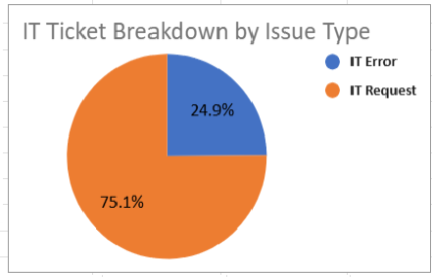 IT Ticket Breakdown by Issue Type
IT Error
IT Request
24.9%
75.1%